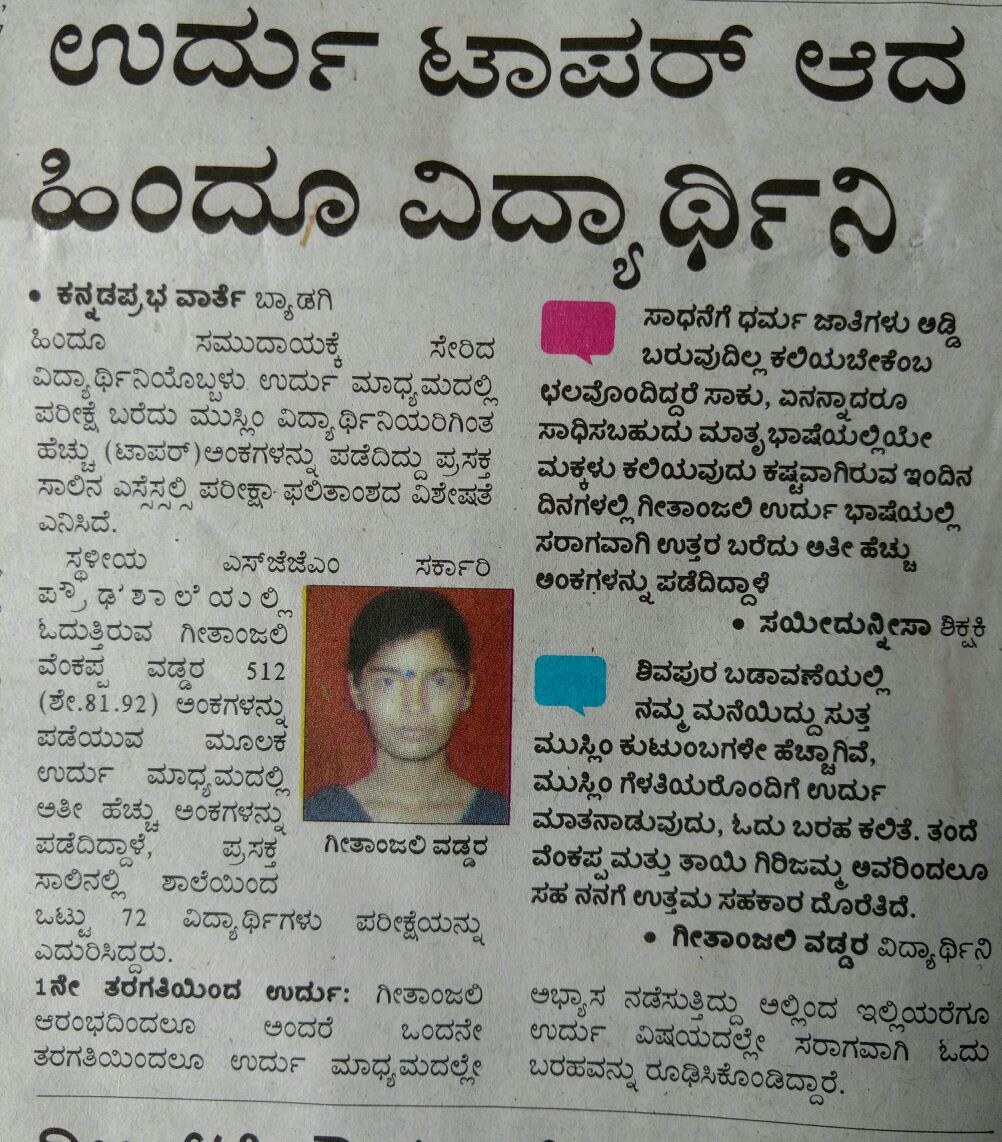 ಉರ್ದು ಟಾಪರ್ ಆದ
ಹಿಂದೂ ವಿದ್ಯಾರ್ಥಿನಿ
• ಕನ್ನಡಪ್ರಭ ವಾರ್ತೆ ಬ್ಯಾಡಗಿ
ಹಿಂದೂ ಸಮುದಾಯಕ್ಕೆ ಸೇರಿದ
ವಿದ್ಯಾರ್ಥಿನಿಯೊಬ್ಬಳು ಉರ್ದು ಮಾಧ್ಯಮದಲ್ಲಿ
ಪರೀಕ್ಷೆ ಬರೆದು ಮುಸ್ಲಿಂ ವಿದ್ಯಾರ್ಥಿನಿಯರಿಗಿಂತ
ಹೆಚ್ಚು (ಟಾಪರ್)ಅಂಕಗಳನ್ನು ಪಡೆದಿದ್ದು ಪ್ರಸಕ್ತ
ಸಾಲಿನ ಎಸ್ಸೆಸ್ಸಲ್ಸಿ ಪರೀಕ್ಷಾ ಫಲಿತಾಂಶದ ವಿಶೇಷತೆ
ಎನಿಸಿದೆ.
ಸ್ಥಳೀಯ ಎಸ್‌ಜೆಜೆಎಂ ಸರ್ಕಾರಿ
ಪ್ರೌಢಶಾಲೆಯಲ್ಲಿ
ಓದುತ್ತಿರುವ ಗೀತಾಂಜಲಿ
ವೆಂಕಪ್ಪ ವಡ್ಡರ 512
(ಶೇ.81.92) ಅಂಕಗಳನ್ನು
ಪಡೆಯುವ ಮೂಲಕ
ಉರ್ದು ಮಾಧ್ಯಮದಲ್ಲಿ
ಅತೀ ಹೆಚ್ಚು ಅಂಕಗಳನ್ನು
ಪಡೆದಿದ್ದಾಳೆ, ಪ್ರಸಕ್ತ
ಸಾಲಿನಲ್ಲಿ ಶಾಲೆಯಿಂದ
ಒಟ್ಟು 72 ವಿದ್ಯಾರ್ಥಿಗಳು ಪರೀಕ್ಷೆಯನ್ನು
ಎದುರಿಸಿದ್ದರು.
1ನೇ ತರಗತಿಯಿಂದ ಉರ್ದು: ಗೀತಾಂಜಲಿ
ಆರಂಭದಿಂದಲೂ ಅಂದರೆ ಒಂದನೇ
ತರಗತಿಯಿಂದಲೂ ಉರ್ದು ಮಾಧ್ಯಮದಲ್ಲೇ
ಗೀತಾಂಜಲಿ ವಡ್ಡರ
ಸಾಧನೆಗೆ ಧರ್ಮ ಜಾತಿಗಳು ಅಡ್ಡಿ
ಬರುವುದಿಲ್ಲ ಕಲಿಯಬೇಕೆಂಬ
ಛಲವೊಂದಿದ್ದರೆ ಸಾಕು, ಏನನ್ನಾದರೂ
ಸಾಧಿಸಬಹುದು ಮಾತೃಭಾಷೆಯಲ್ಲಿಯೇ
ಮಕ್ಕಳು ಕಲಿಯವುದು ಕಷ್ಟವಾಗಿರುವ ಇಂದಿನ
ದಿನಗಳಲ್ಲಿ ಗೀತಾಂಜಲಿ ಉರ್ದು ಭಾಷೆಯಲ್ಲಿ
ಸರಾಗವಾಗಿ ಉತ್ತರ ಬರೆದು ಅತೀ ಹೆಚ್ಚು
ಅಂಕಗಳನ್ನು ಪಡೆದಿದ್ದಾಳೆ
• ಸಯೀದುನ್ನೀಸಾ ಶಿಕ್ಷಕಿ
ಶಿವಪುರ ಬಡಾವಣೆಯಲ್ಲಿ
ನಮ್ಮ ಮನೆಯಿದ್ದು ಸುತ್ತ
ಮುಸ್ಲಿಂ ಕುಟುಂಬಗಳೇ ಹೆಚ್ಚಾಗಿವೆ,
ಮುಸ್ಲಿಂ ಗೆಳತಿಯರೊಂದಿಗೆ ಉರ್ದು
ಮಾತನಾಡುವುದು, ಓದು ಬರಹ ಕಲಿತೆ. ತಂದೆ
ವೆಂಕಪ್ಪ ಮತ್ತು ತಾಯಿ ಗಿರಿಜಮ್ಮ ಅವರಿಂದಲೂ
ಸಹ ನನಗೆ ಉತ್ತಮ ಸಹಕಾರ ದೊರೆತಿದೆ.
• ಗೀತಾಂಜಲಿ ವಡ್ಡರ ವಿದ್ಯಾರ್ಥಿನಿ
ಅಭ್ಯಾಸ ನಡೆಸುತ್ತಿದ್ದು ಅಲ್ಲಿಂದ ಇಲ್ಲಿಯರೆಗೂ
ಉರ್ದು ವಿಷಯದಲ್ಲೇ ಸರಾಗವಾಗಿ ಓದು
ಬರಹವನ್ನು ರೂಢಿಸಿಕೊಂಡಿದ್ದಾರೆ.